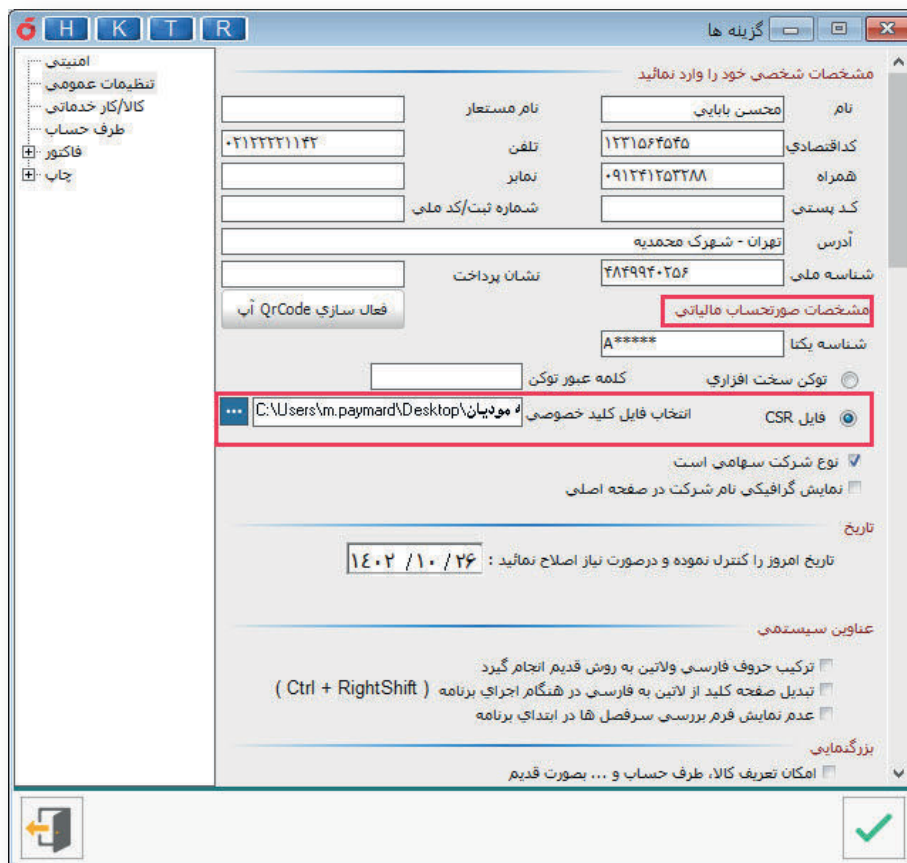 H K T R گزینه ها
امنیتی
تنظیمات عمومی
کالا/کار خدماتی
طرف حساب
فاکتور
چاپ
مشخصات شخصی خود را وارد نمائید
نام محسن بابایی نام مستعار
کداقتصادی ۱۲۳۱۵۶۴۵۴۵ تلفن ۰۲۱۲۲۲۲۱۱۴۲
همراه ۰۹۱۲۴۱۲۵۳۲۸۸ نمابر
کد پستی شماره ثبت/کد ملی
آدرس تهران - شهرک محمدیه
شناسه ملی ۴۸۴۹۹۴۰۲۵۶ نشان پرداخت
مشخصات صورتحساب مالیاتی فعال سازی QrCode آپ
شناسه یکتا A*****
توکن سخت افزاری کلمه عبور توکن
فایل CSR انتخاب فایل کلید خصوصی C:\Users\m.paymard\Desktop\ه مودیان ...
نوع شرکت سهامی است
نمایش گرافیکی نام شرکت در صفحه اصلی
تاریخ
تاریخ امروز را کنترل نموده و درصورت نیاز اصلاح نمائید : ۱۴۰۲ /۱۰ /۲۶
عناوین سیستمی
ترکیب حروف فارسی ولاتین به روش قدیم انجام گیرد
تبدیل صفحه کلید از لاتین به فارسی در هنگام اجرای برنامه ( Ctrl + RightShift )
عدم نمایش فرم بررسی سرفصل ها در ابتدای برنامه
بزرگنمایی
امکان تعریف کالا، طرف حساب و ... بصورت قدیم